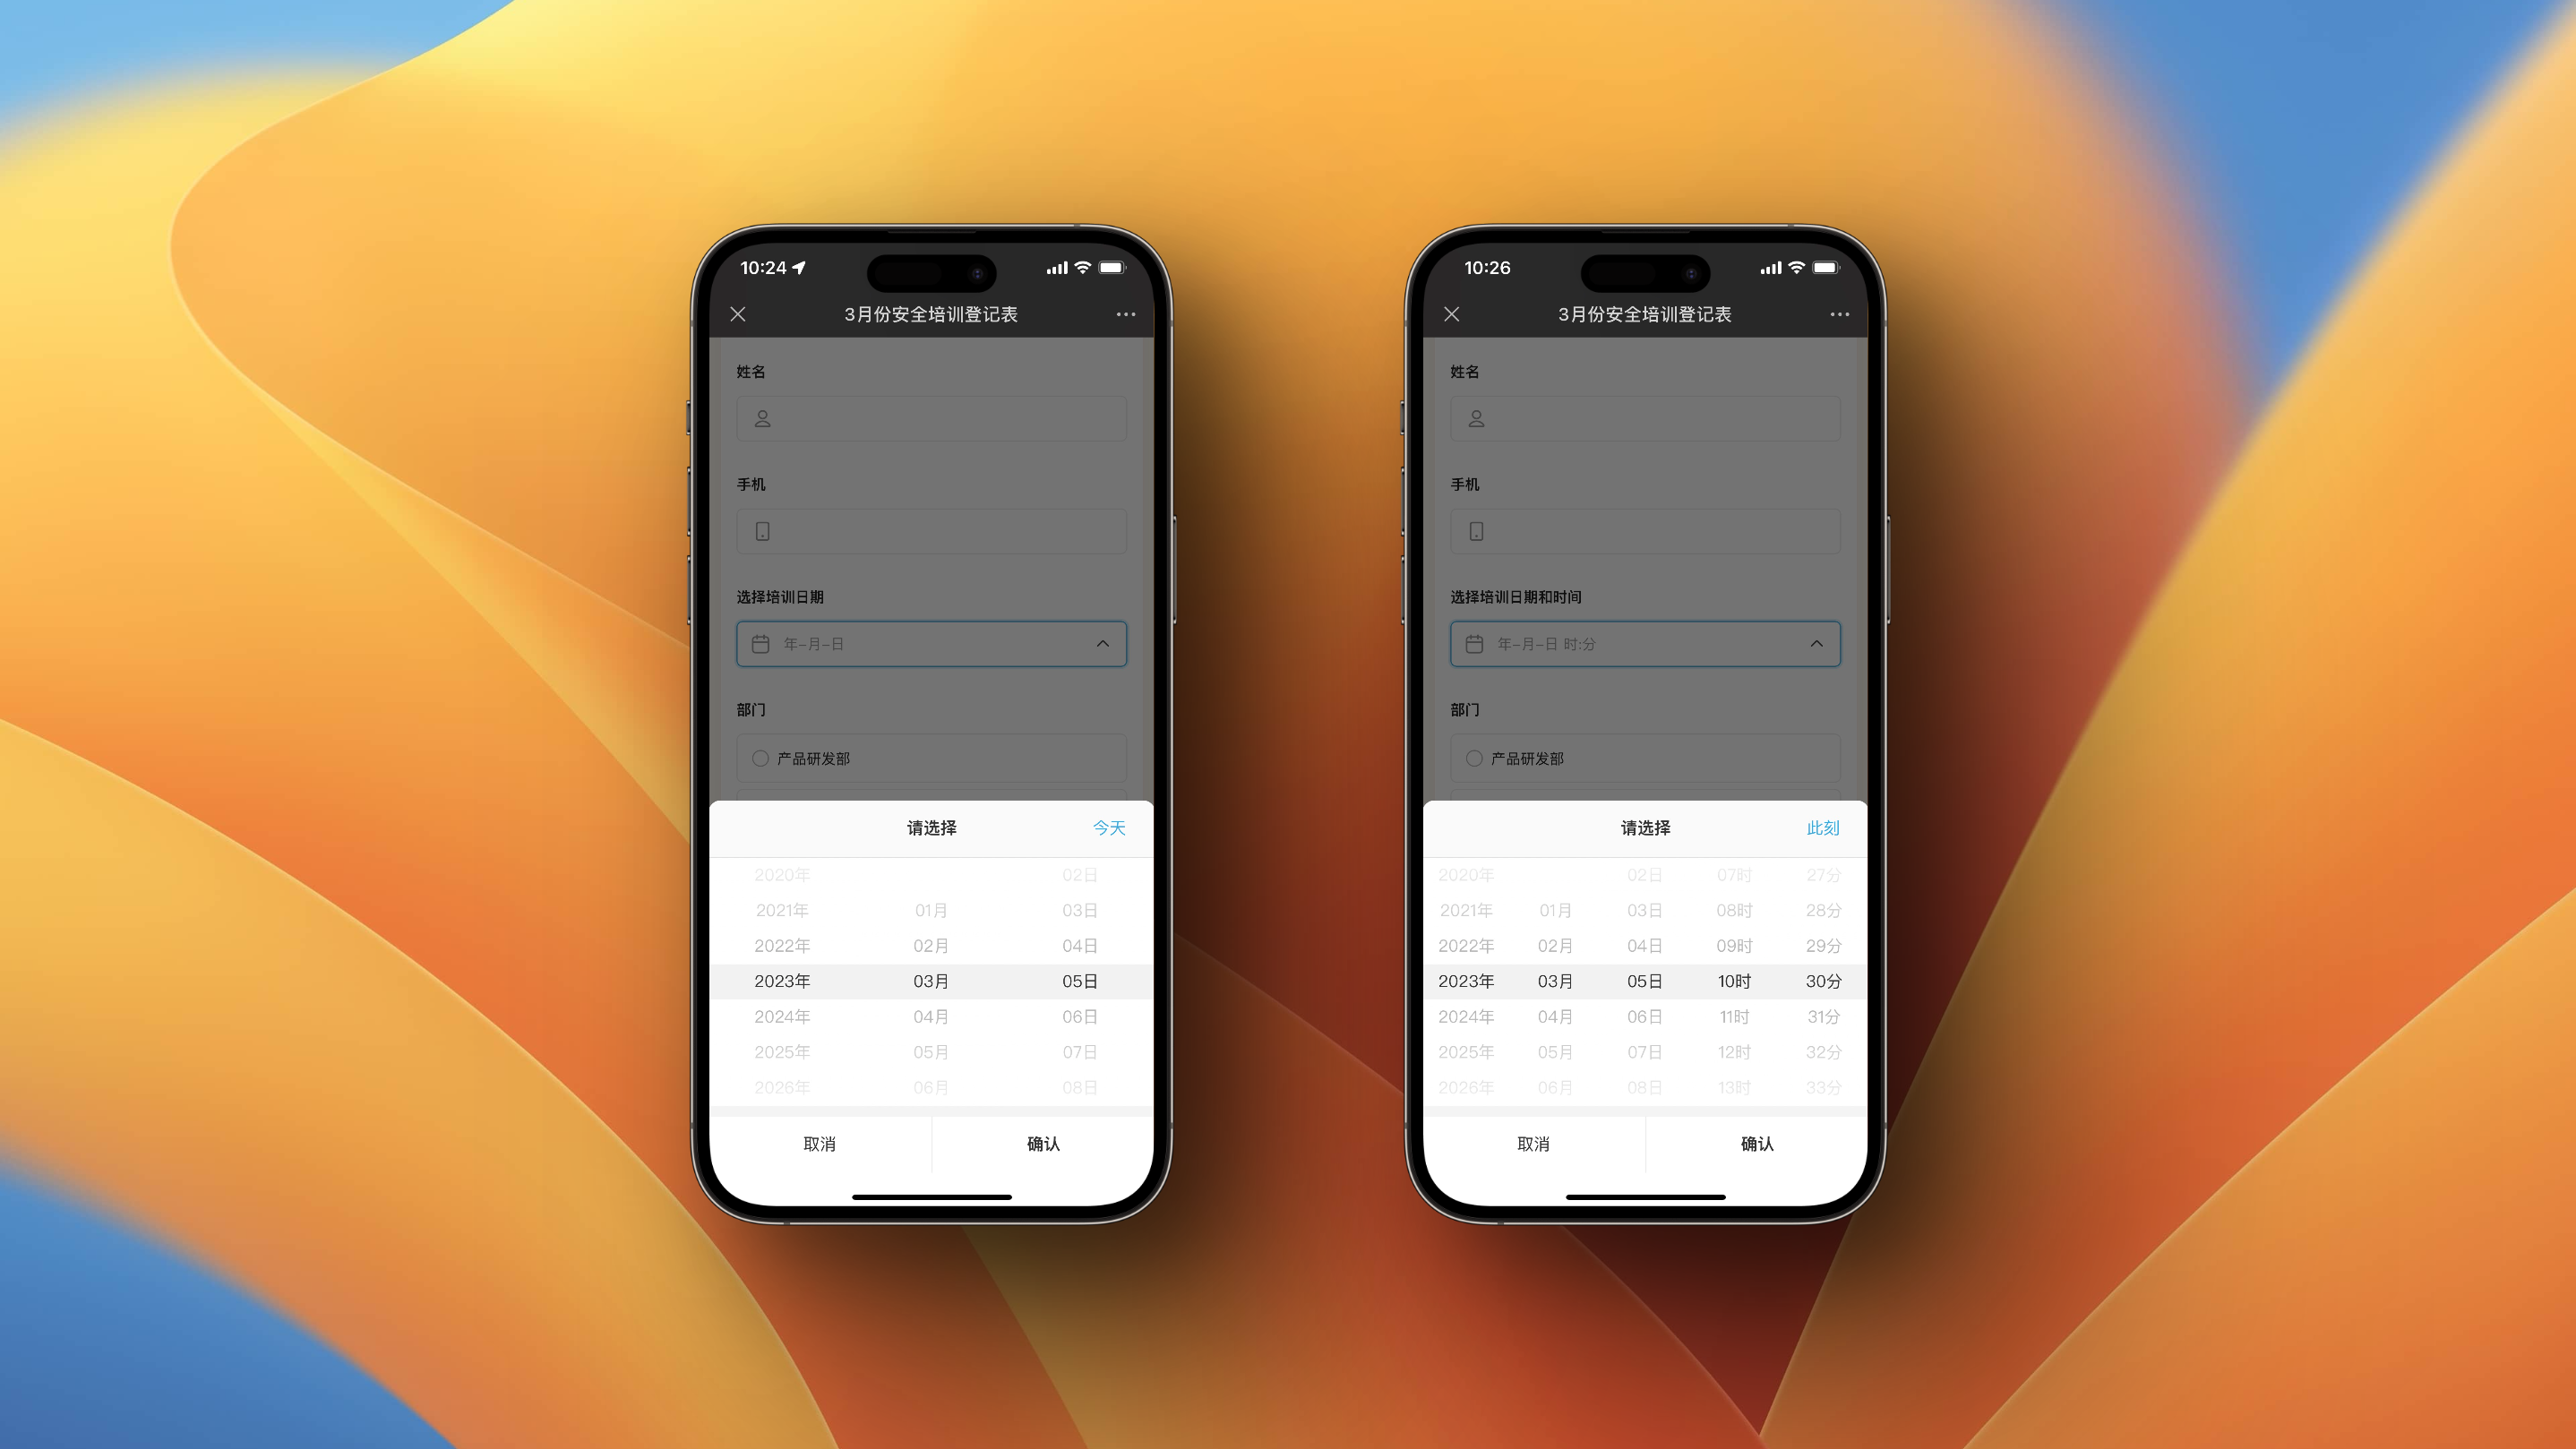 10:24
3月份安全培训登记表
姓名
手机
选择培训日期
年-月-日
部门
产品研发部
请选择 今天
2020年 02日
2021年 01月 03日
2022年 02月 04日
2023年 03月 05日
2024年 04月 06日
2025年 05月 07日
2026年 06月 08日
取消 确认
10:26
3月份安全培训登记表
姓名
手机
选择培训日期和时间
年-月-日 时:分
部门
产品研发部
请选择 此刻
2020年 02日 07时 27分
2021年 01月 03日 08时 28分
2022年 02月 04日 09时 29分
2023年 03月 05日 10时 30分
2024年 04月 06日 11时 31分
2025年 05月 07日 12时 32分
2026年 06月 08日 13时 33分
取消 确认